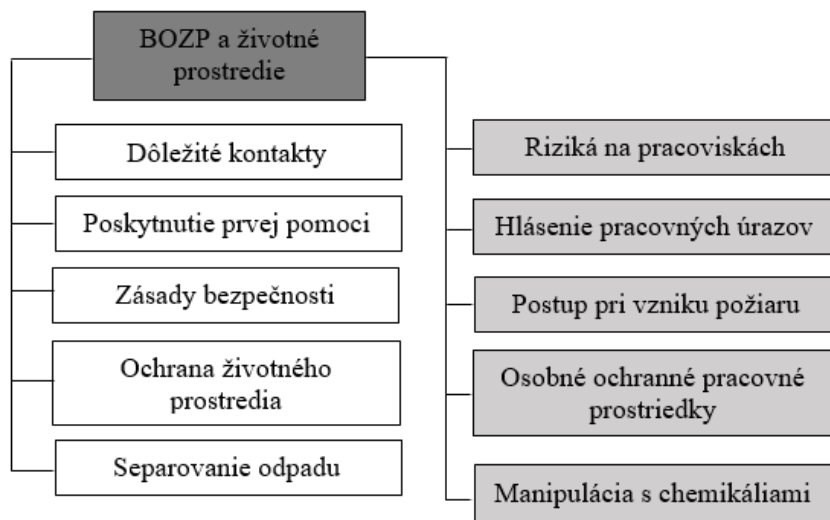 BOZP a životné
prostredie
Dôležité kontakty
Poskytnutie prvej pomoci
Zásady bezpečnosti
Ochrana životného
prostredia
Separovanie odpadu
Riziká na pracoviskách
Hlásenie pracovných úrazov
Postup pri vzniku požiaru
Osobné ochranné pracovné
prostriedky
Manipulácia s chemikáliami